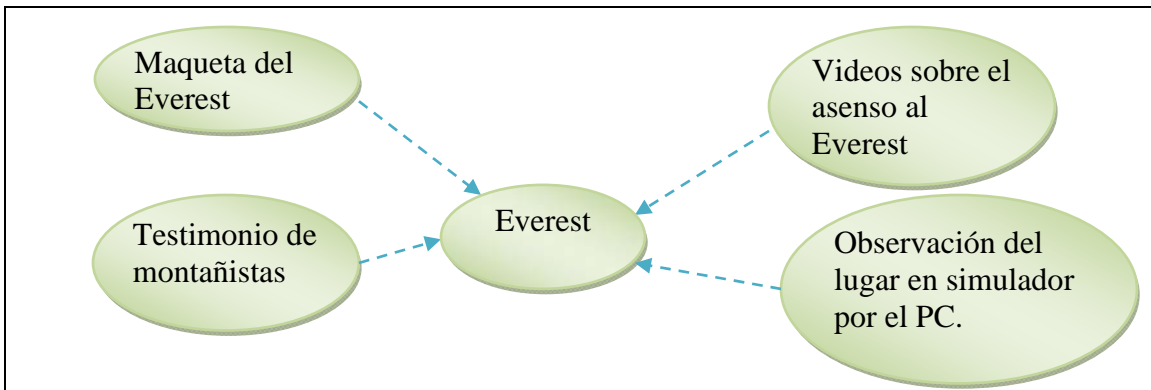 Maqueta del
Everest
Videos sobre el
asenso al
Everest
Testimonio de
montañistas
Everest
Observación del
lugar en simulador
por el PC.